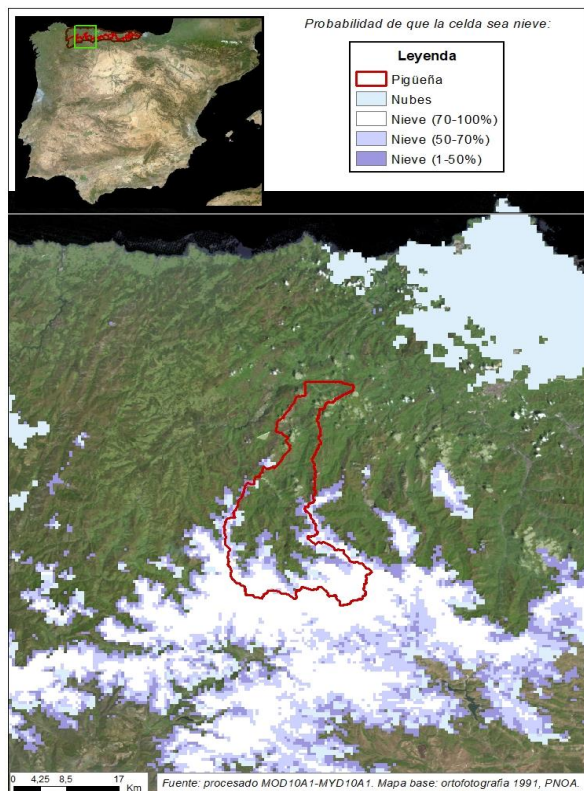 Probabilidad de que la celda sea nieve:
Leyenda
Pigüeña
Nubes
Nieve (70-100%)
Nieve (50-70%)
Nieve (1-50%)
0 4,25 8,5 17
Km
Fuente: procesado MOD10A1-MYD10A1. Mapa base: ortofotografia 1991, PNOA.